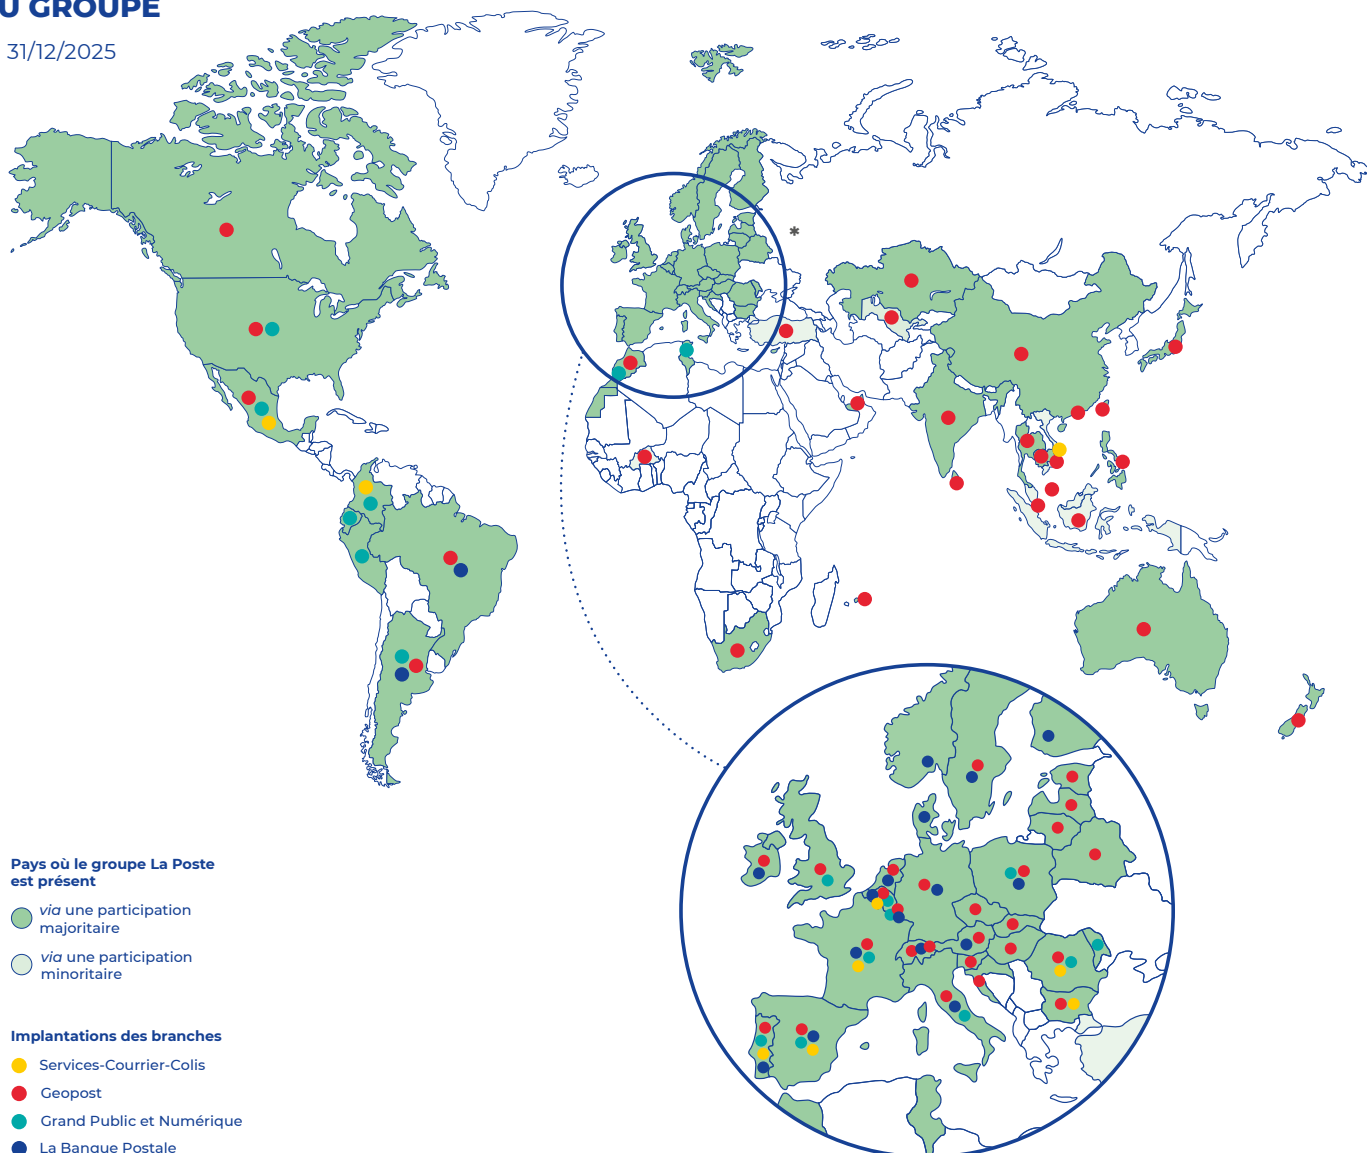 U GROUPE
31/12/2025
*
Pays où le groupe La Poste
est présent
via une participation
majoritaire
via une participation
minoritaire
Implantations des branches
Services-Courrier-Colis
Geopost
Grand Public et Numérique
La Banque Postale